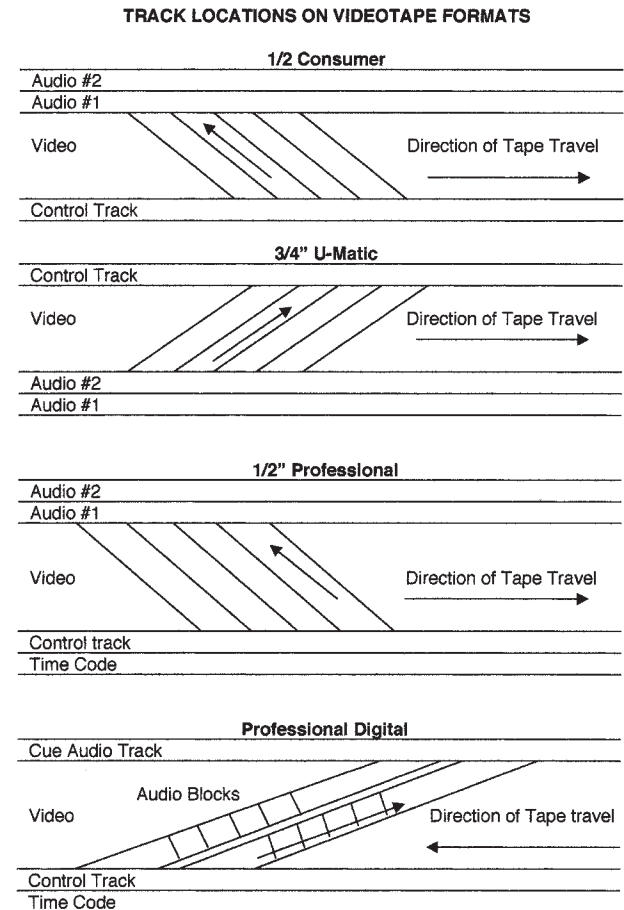 TRACK LOCATIONS ON VIDEOTAPE FORMATS
1/2 Consumer
Audio #2
Audio #1
Video
Direction of Tape Travel
Control Track
3/4” U-Matic
Control Track
Video
Direction of Tape Travel
Audio #2
Audio #1
1/2” Professional
Audio #2
Audio #1
Video
Direction of Tape Travel
Control track
Time Code
Professional Digital
Cue Audio Track
Audio Blocks
Video
Direction of Tape travel
Control Track
Time Code